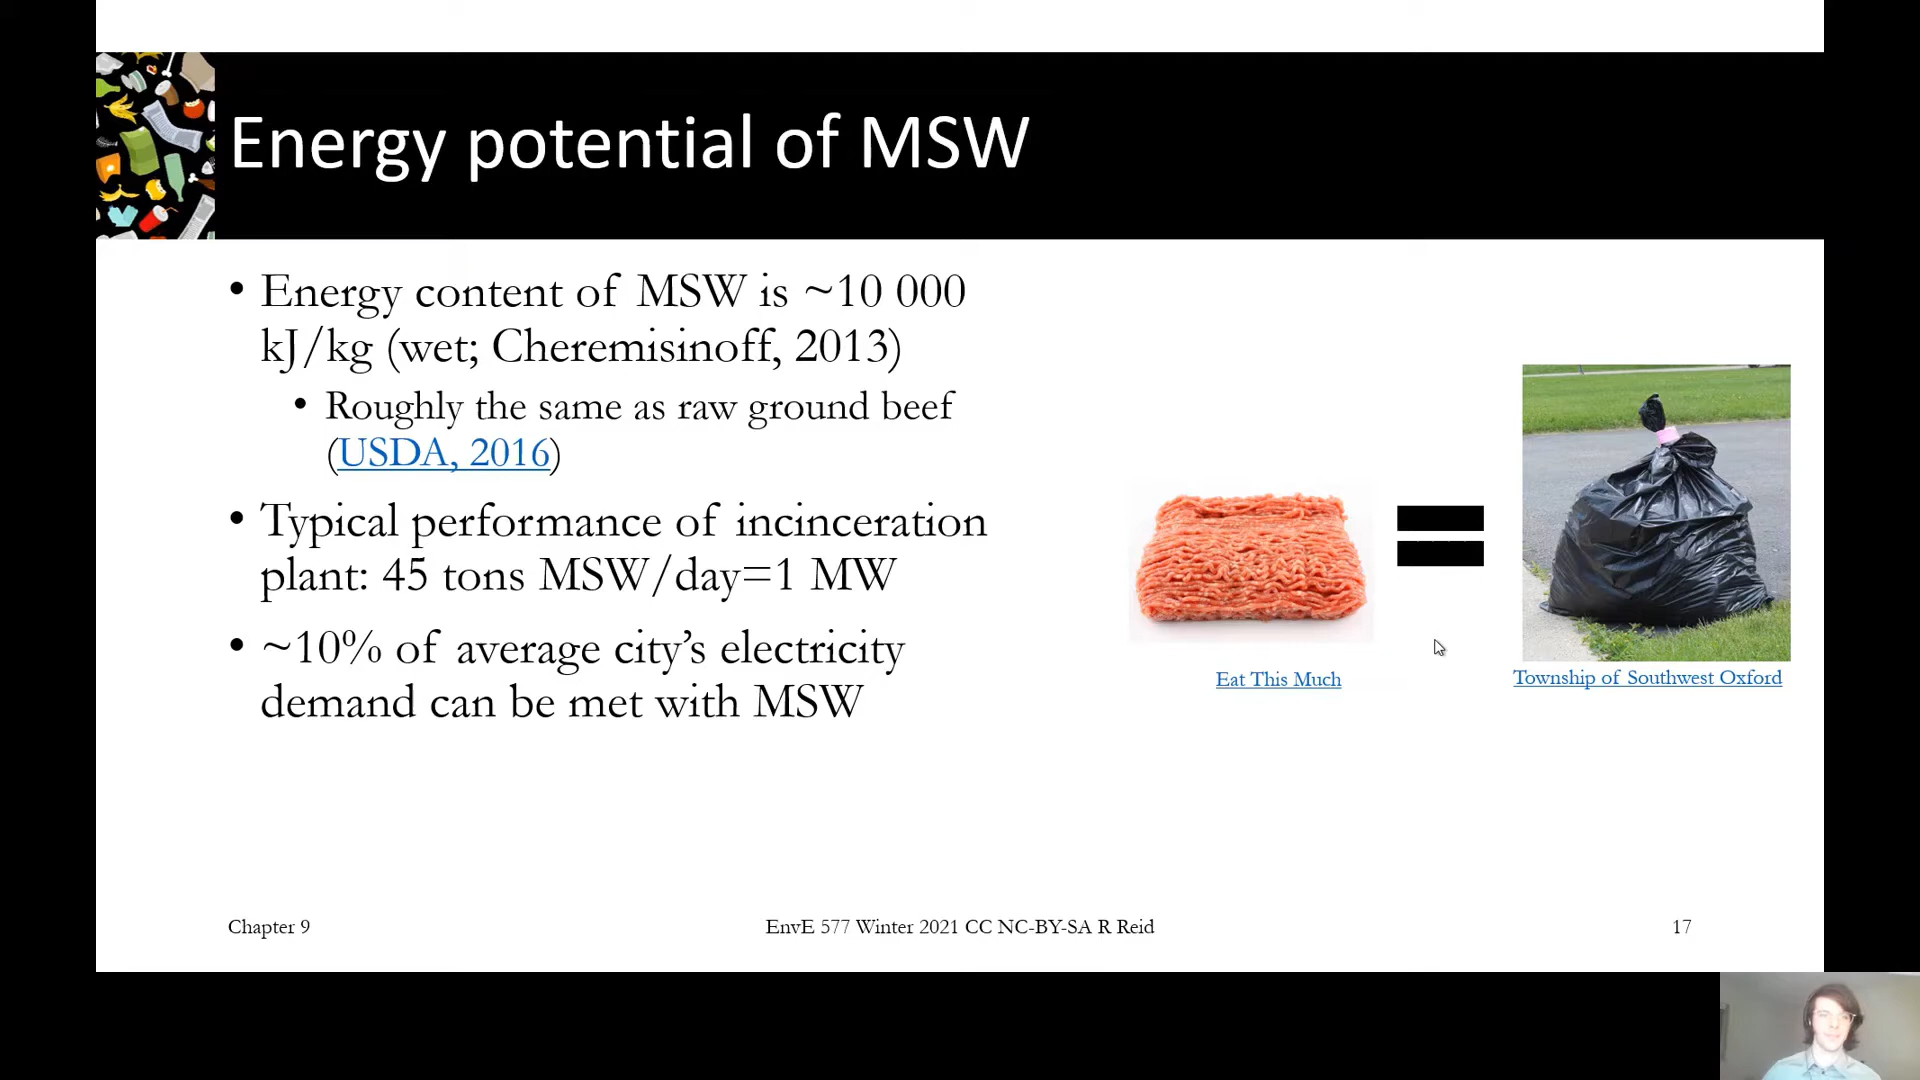 Energy potential of MSW
• Energy content of MSW is ~10 000
kJ/kg (wet; Cheremisinoff, 2013)
• Roughly the same as raw ground beef
(USDA, 2016)
• Typical performance of incinceration
plant: 45 tons MSW/day=1 MW
• ~10% of average city’s electricity
demand can be met with MSW
Eat This Much
Township of Southwest Oxford
Chapter 9
EnvE 577 Winter 2021 CC NC-BY-SA R Reid
17